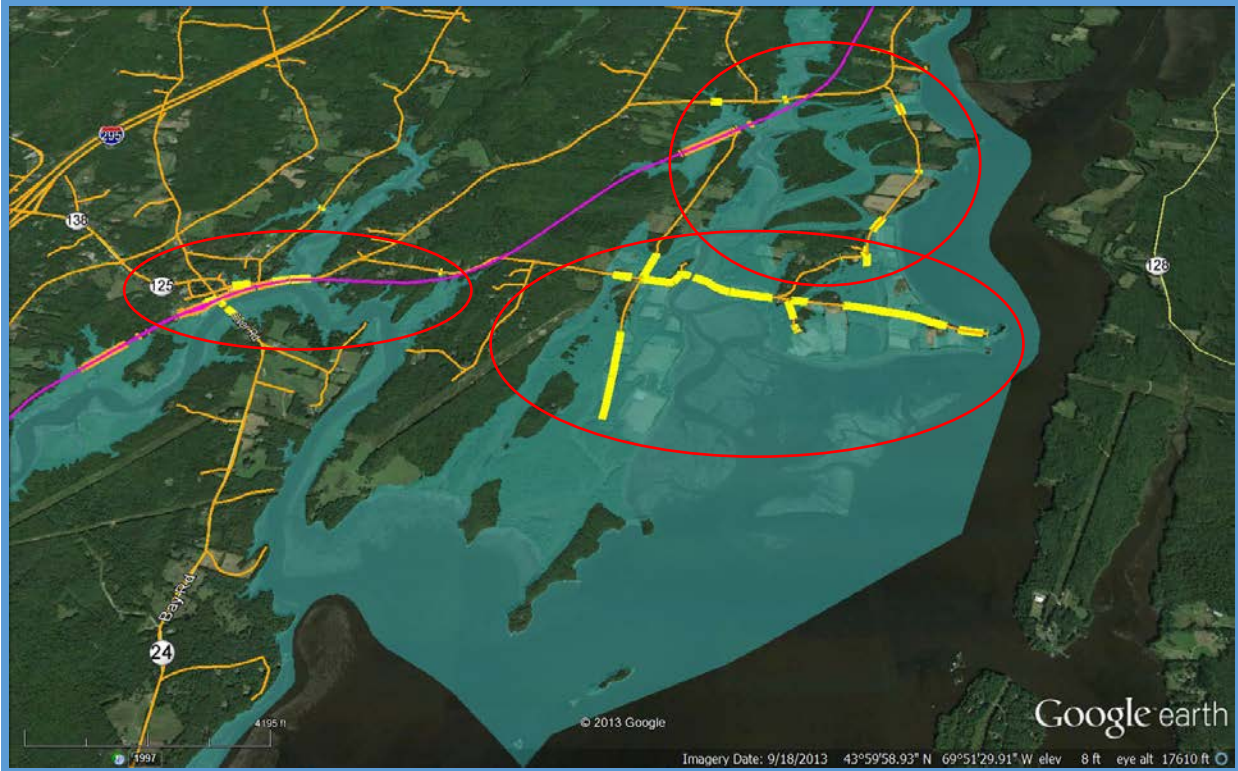 295
138
125
128
Bay Rd
24
4195 ft
© 2013 Google
Google earth
1997
Imagery Date: 9/18/2013 43°59'58.93" N 69°51'29.91" W elev 8 ft eye alt 17610 ft